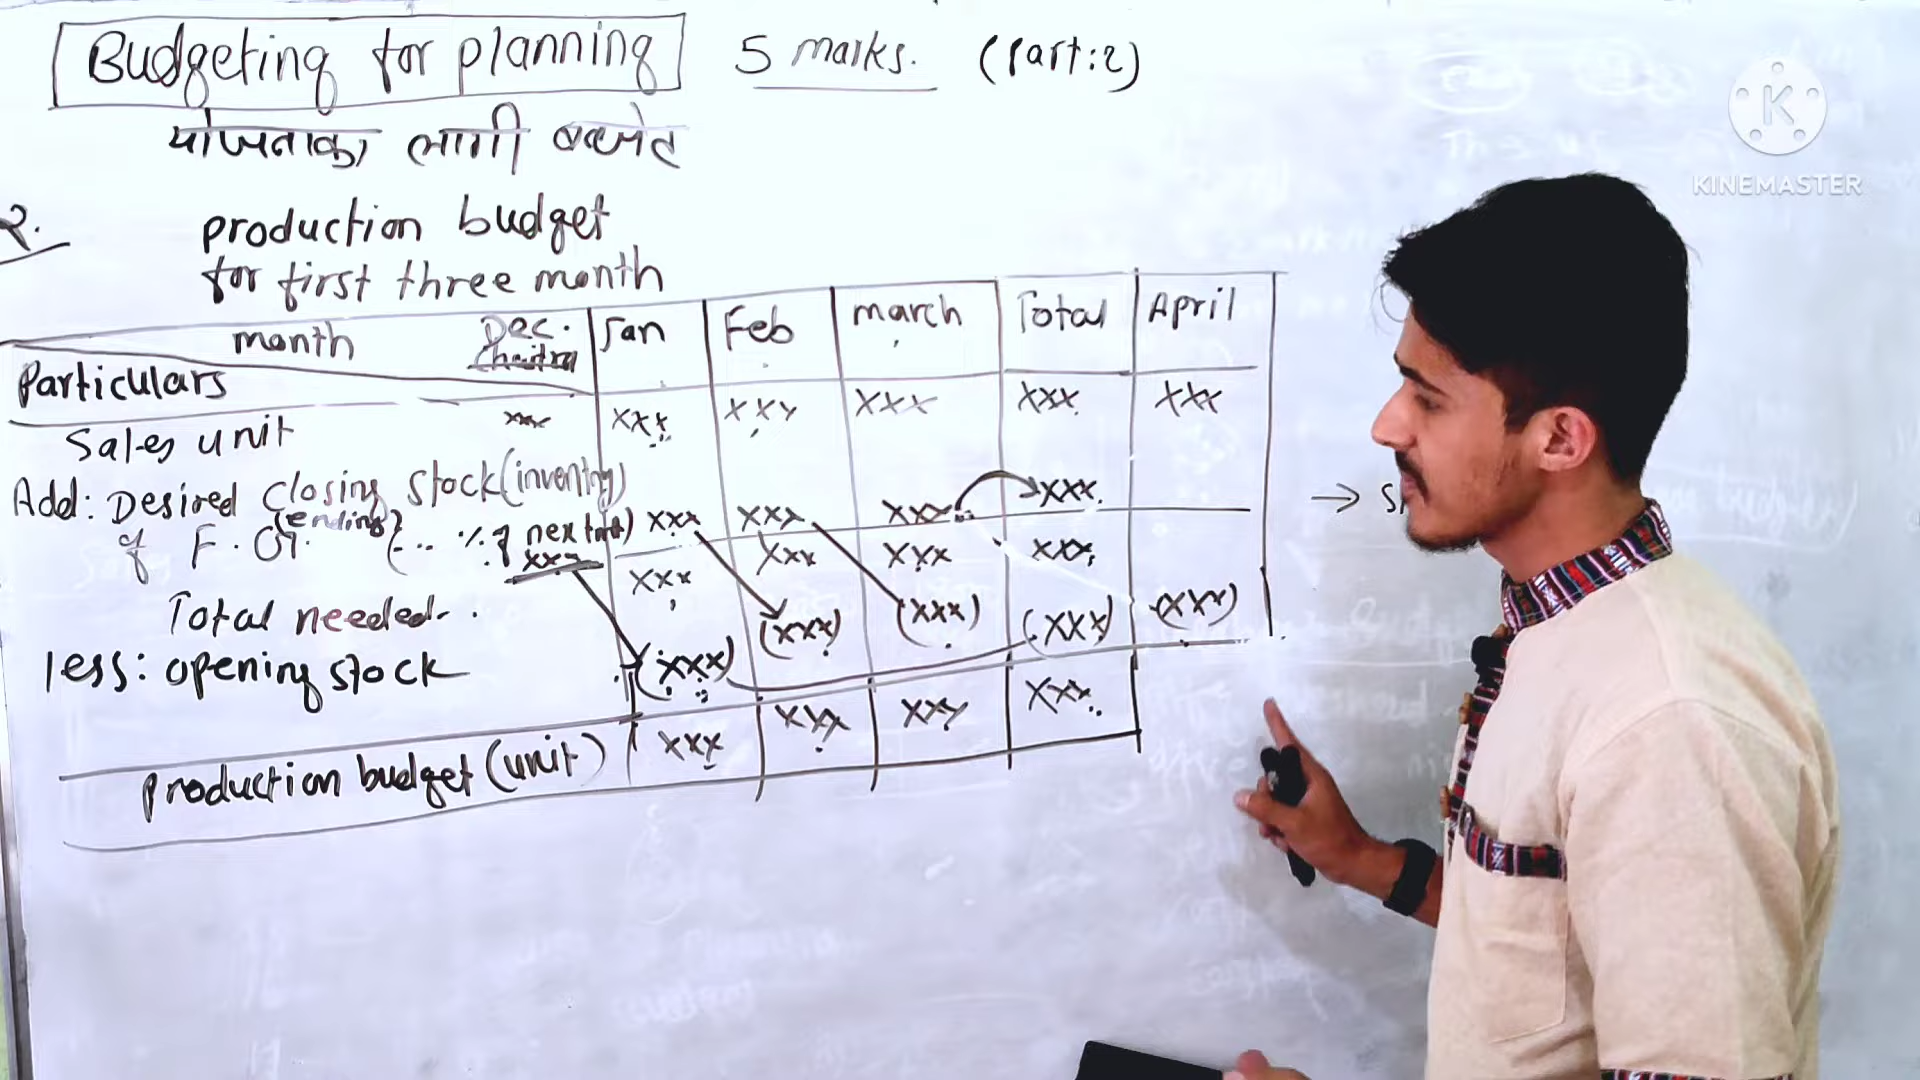 Budgeting for planning 5 marks. (Part:2)
योजनाका लागी बजेट
2. production budget
for first three month
month Dec. Jan Feb march Total April
Chaitra
Particulars
Sales unit xxx xxx xxx xxx xxx xxx
Add: Desired Closing Stock (inventry) xxx xxx xxx xxx
(ending)
of F.G. (... % of next
xxx
Total needed. xxx xxx xxx xxx
less: opening stock (xxx) (xxx) (xxx) (xxx) (xxx)
production budget (unit) xxx xxx xxx xxx
K
KINEMASTER